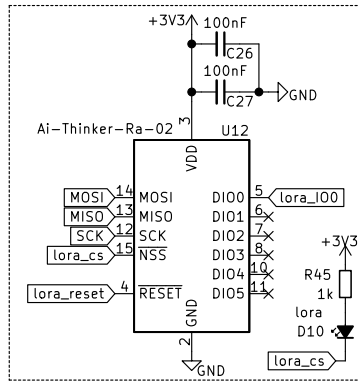 +3V3
100nF
C26
100nF
C27
GND
Ai-Thinker-Ra-02
U12
3
VDD
MOSI 14 MOSI
DIO0 5 lora_IO0
MISO 13 MISO
DIO1 6
SCK 12 SCK
DIO2 7
lora_cs 15 NSS
DIO3 8
DIO4 10
lora_reset 4 RESET
DIO5 11
GND
2
GND
+3V3
R45
1k
lora
D10
lora_cs